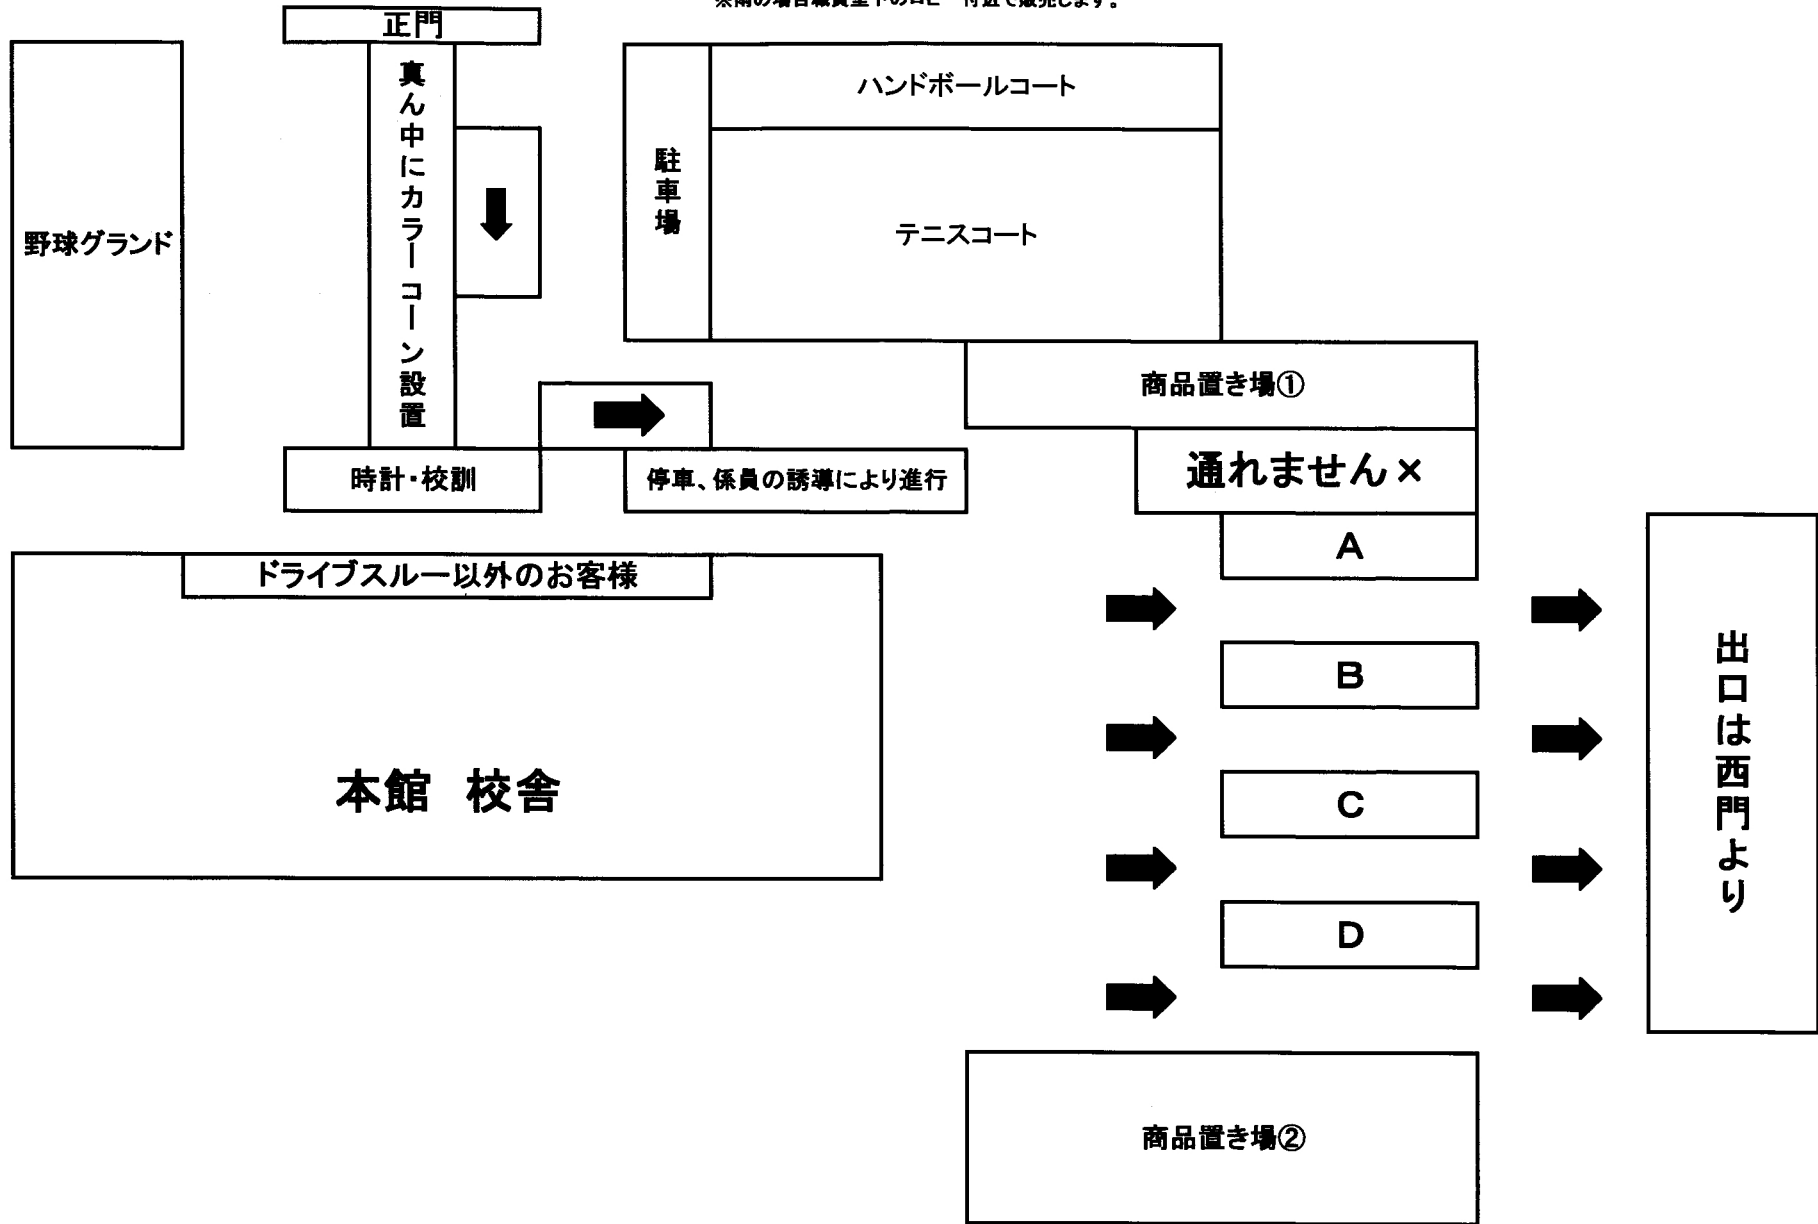 正門
ハンドボールコート
真ん中にカラーコーン設置
駐車場
野球グランド
テニスコート
商品置き場①
時計・校訓
停車、係員の誘導により進行
通れません×
A
ドライブスルー以外のお客様
B
出口は西門より
本館 校舎
C
D
商品置き場②